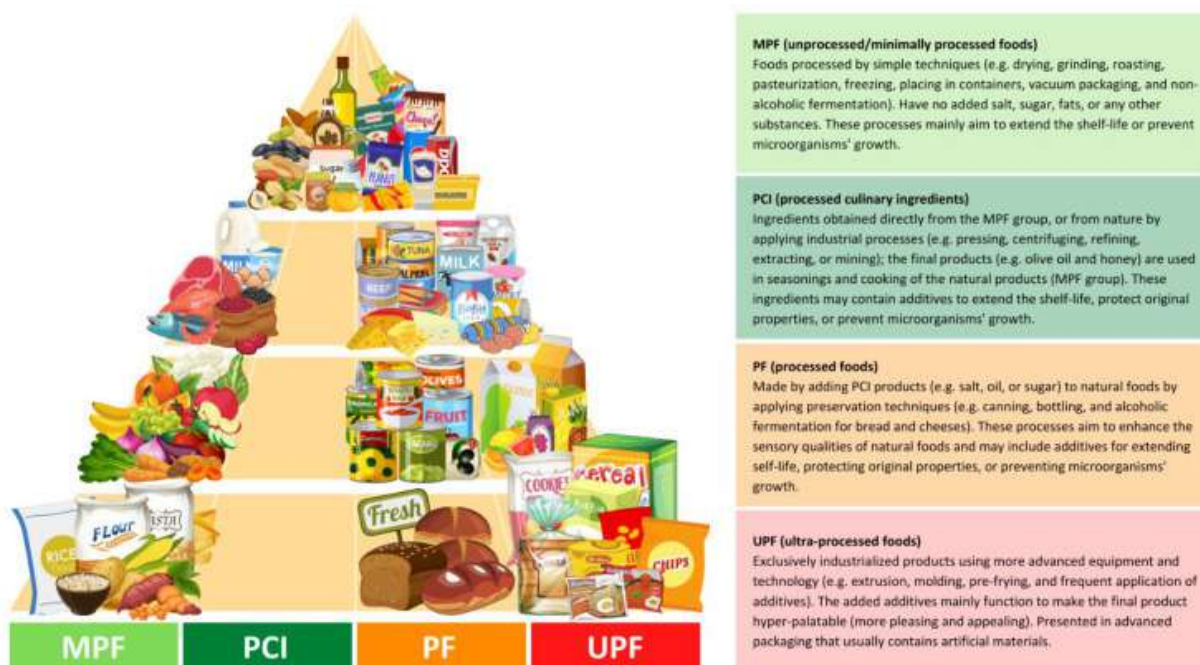 Sugar
PEANUT
SODA
MILK
TUNA
MILK
BEEF
OLIVES
FRUIT
COOKIES
Cereal
Fresh
FLOUR
PASTA
RICE
CHIPS
MPF
PCI
PF
UPF
MPF (unprocessed/minimally processed foods)
Foods processed by simple techniques (e.g. drying, grinding, roasting,
pasteurization, freezing, placing in containers, vacuum packaging, and non-
alcoholic fermentation). Have no added salt, sugar, fats, or any other
substances. These processes mainly aim to extend the shelf-life or prevent
microorganisms' growth.
PCI (processed culinary ingredients)
Ingredients obtained directly from the MPF group, or from nature by
applying industrial processes (e.g. pressing, centrifuging, refining,
extracting, or mining); the final products (e.g. olive oil and honey) are used
in seasonings and cooking of the natural products (MPF group). These
ingredients may contain additives to extend the shelf-life, protect original
properties, or prevent microorganisms' growth.
PF (processed foods)
Made by adding PCI products (e.g. salt, oil, or sugar) to natural foods by
applying preservation techniques (e.g. canning, bottling, and alcoholic
fermentation for bread and cheeses). These processes aim to enhance the
sensory qualities of natural foods and may include additives for extending
self-life, protecting original properties, or preventing microorganisms'
growth.
UPF (ultra-processed foods)
Exclusively industrialized products using more advanced equipment and
technology (e.g. extrusion, molding, pre-frying, and frequent application of
additives). The added additives mainly function to make the final product
hyper-palatable (more pleasing and appealing). Presented in advanced
packaging that usually contains artificial materials.